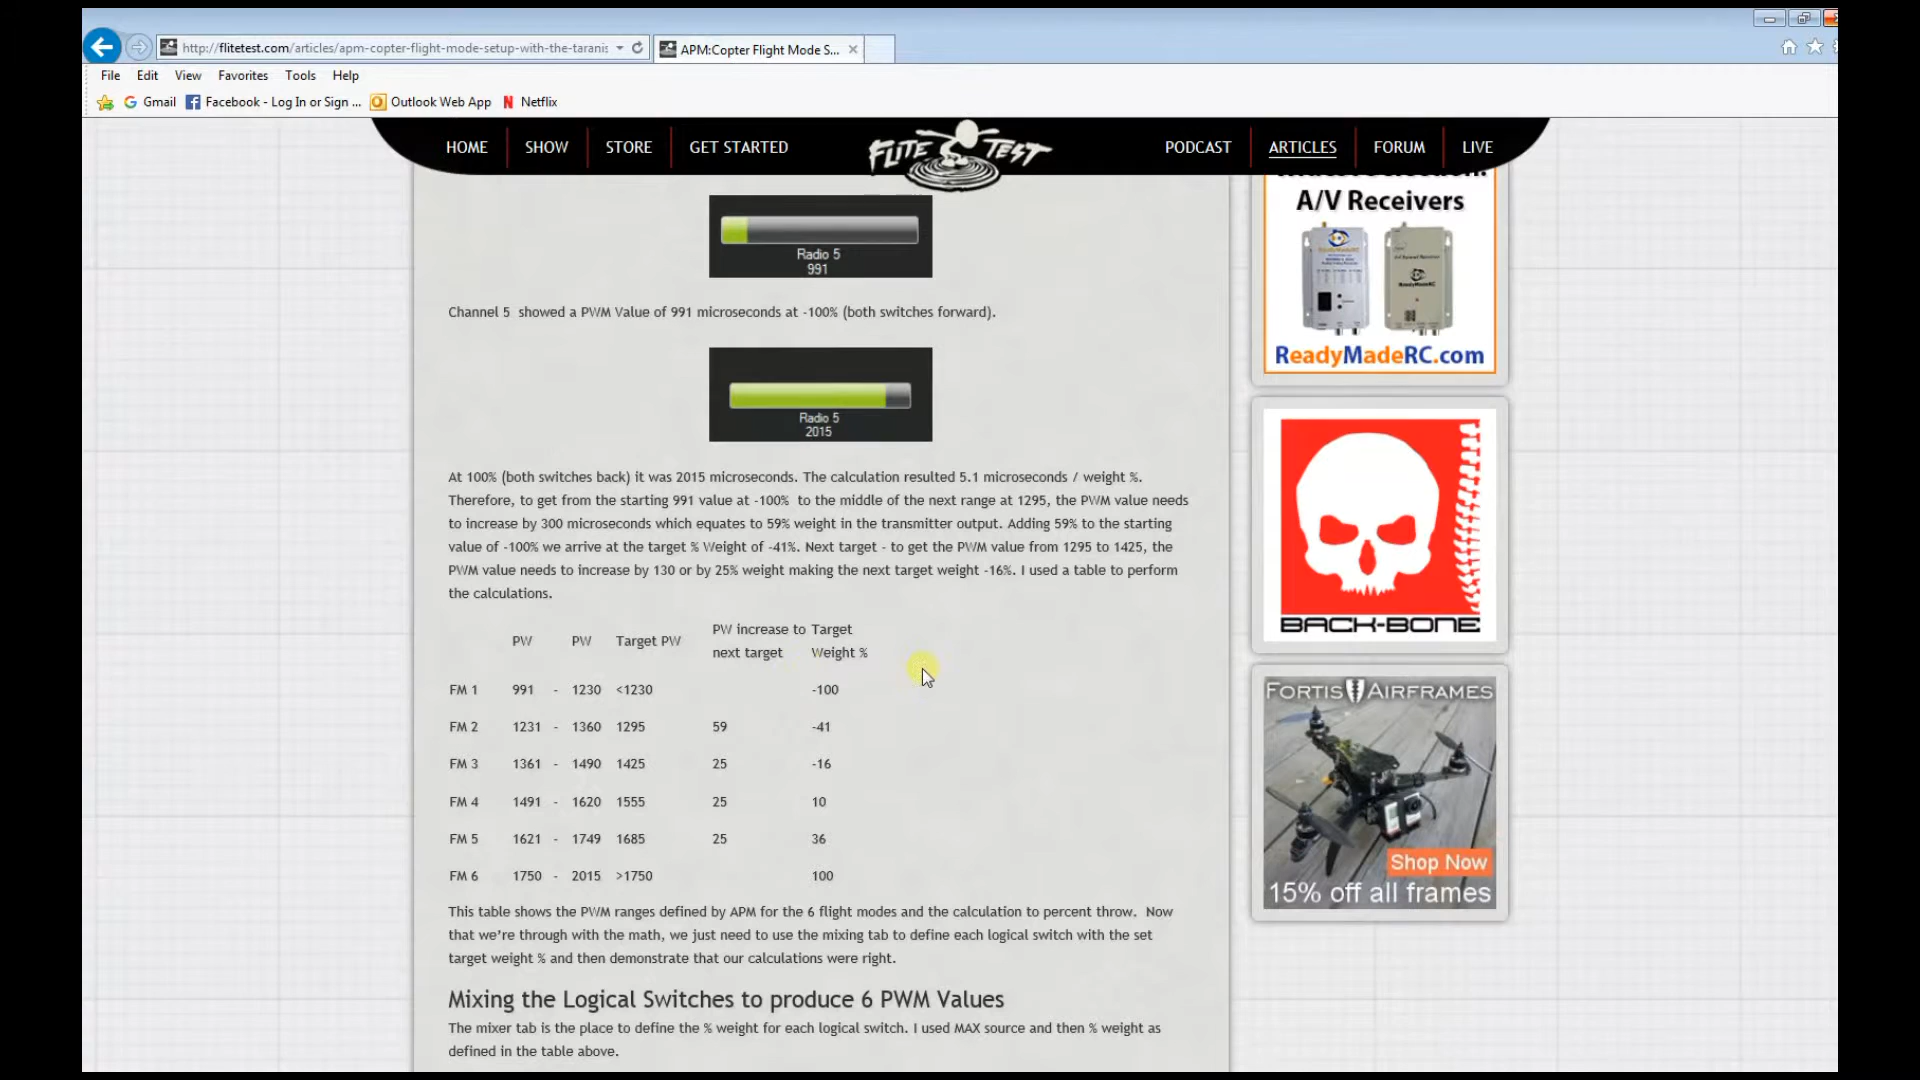 http://flitetest.com/articles/apm-copter-flight-mode-setup-with-the-taranis
APM:Copter Flight Mode S...
File Edit View Favorites Tools Help
Gmail Facebook - Log In or Sign ... Outlook Web App Netflix
HOME SHOW STORE GET STARTED FLITE TEST PODCAST ARTICLES FORUM LIVE
A/V Receivers
ReadyMadeRC.com
Radio 5
991
Channel 5 showed a PWM Value of 991 microseconds at -100% (both switches forward).
Radio 5
2015
At 100% (both switches back) it was 2015 microseconds. The calculation resulted 5.1 microseconds / weight %.
Therefore, to get from the starting 991 value at -100% to the middle of the next range at 1295, the PWM value needs
to increase by 300 microseconds which equates to 59% weight in the transmitter output. Adding 59% to the starting
value of -100% we arrive at the target % Weight of -41%. Next target - to get the PWM value from 1295 to 1425, the
PWM value needs to increase by 130 or by 25% weight making the next target weight -16%. I used a table to perform
the calculations.
PW PW Target PW PW increase to next target Target Weight %
FM 1 991 - 1230 <1230 -100
FM 2 1231 - 1360 1295 59 -41
FM 3 1361 - 1490 1425 25 -16
FM 4 1491 - 1620 1555 25 10
FM 5 1621 - 1749 1685 25 36
FM 6 1750 - 2015 >1750 100
This table shows the PWM ranges defined by APM for the 6 flight modes and the calculation to percent throw. Now
that we're through with the math, we just need to use the mixing tab to define each logical switch with the set
target weight % and then demonstrate that our calculations were right.
Mixing the Logical Switches to produce 6 PWM Values
The mixer tab is the place to define the % weight for each logical switch. I used MAX source and then % weight as
defined in the table above.
BACK-BONE
FORTIS AIRFRAMES
Shop Now
15% off all frames